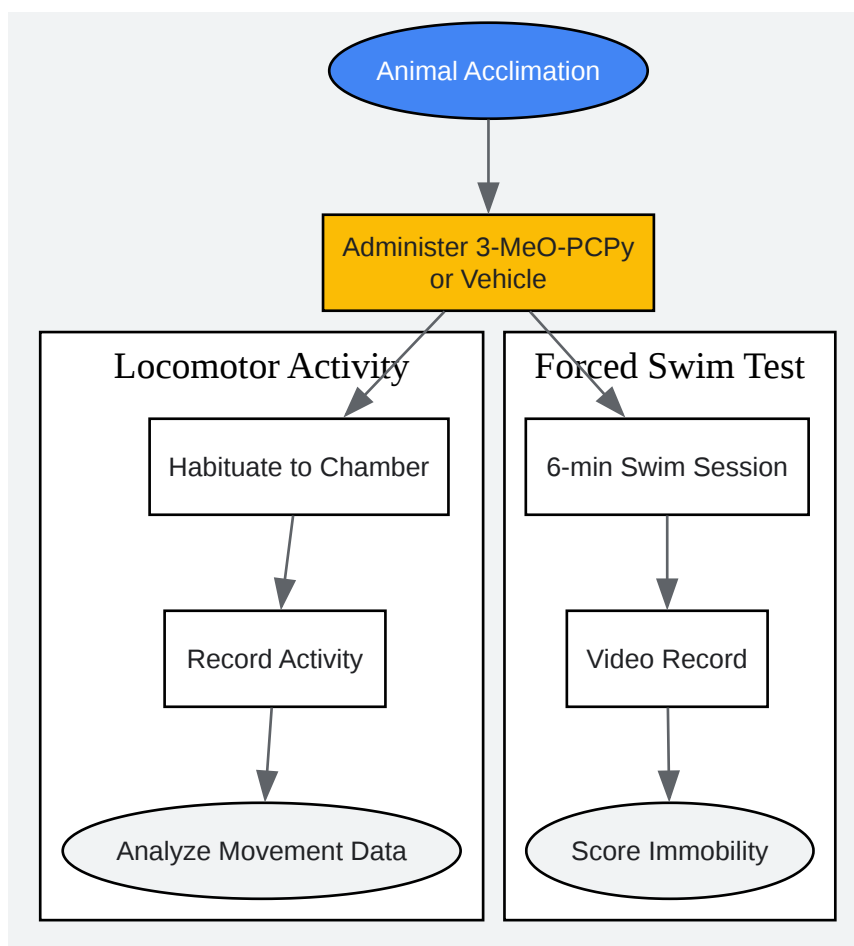 Animal Acclimation
Administer 3-MeO-PCPy
or Vehicle
Locomotor Activity
Habituate to Chamber
Record Activity
Analyze Movement Data
Forced Swim Test
6-min Swim Session
Video Record
Score Immobility